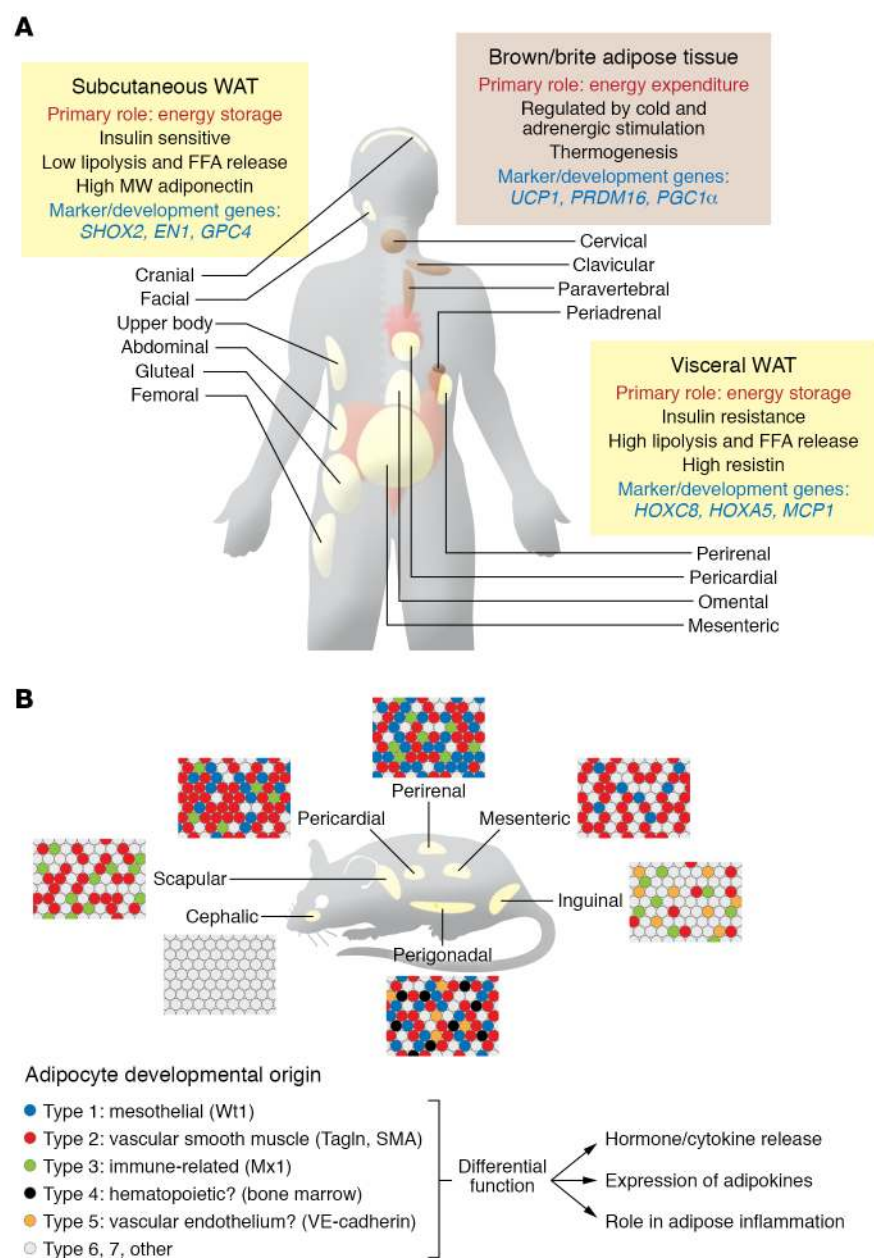 A
Subcutaneous WAT
Primary role: energy storage
Insulin sensitive
Low lipolysis and FFA release
High MW adiponectin
Marker/development genes:
SHOX2, EN1, GPC4
Brown/brite adipose tissue
Primary role: energy expenditure
Regulated by cold and
adrenergic stimulation
Thermogenesis
Marker/development genes:
UCP1, PRDM16, PGC1α
Cranial
Facial
Upper body
Abdominal
Gluteal
Femoral
Cervical
Clavicular
Paravertebral
Periadrenal
Visceral WAT
Primary role: energy storage
Insulin resistance
High lipolysis and FFA release
High resistin
Marker/development genes:
HOXC8, HOXA5, MCP1
Perirenal
Pericardial
Omental
Mesenteric
B
Perirenal
Pericardial
Mesenteric
Scapular
Inguinal
Cephalic
Perigonadal
Adipocyte developmental origin
Type 1: mesothelial (Wt1)
Type 2: vascular smooth muscle (Tagln, SMA)
Type 3: immune-related (Mx1)
Type 4: hematopoietic? (bone marrow)
Type 5: vascular endothelium? (VE-cadherin)
Type 6, 7, other
Differential
function
Hormone/cytokine release
Expression of adipokines
Role in adipose inflammation